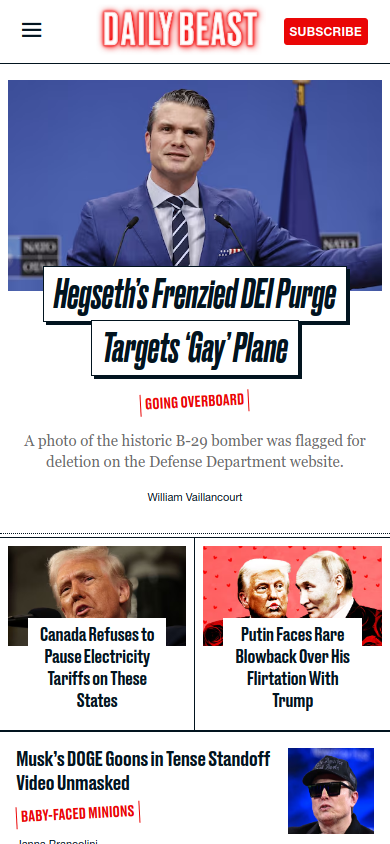 DAILY BEAST
SUBSCRIBE
NATO
NATO
Hegseth's Frenzied DEI Purge
Targets 'Gay' Plane
GOING OVERBOARD
A photo of the historic B-29 bomber was flagged for
deletion on the Defense Department website.
William Vaillancourt
Canada Refuses to
Pause Electricity
Tariffs on These
States
Putin Faces Rare
Blowback Over His
Flirtation With
Trump
Musk's DOGE Goons in Tense Standoff
Video Unmasked
BABY-FACED MINIONS